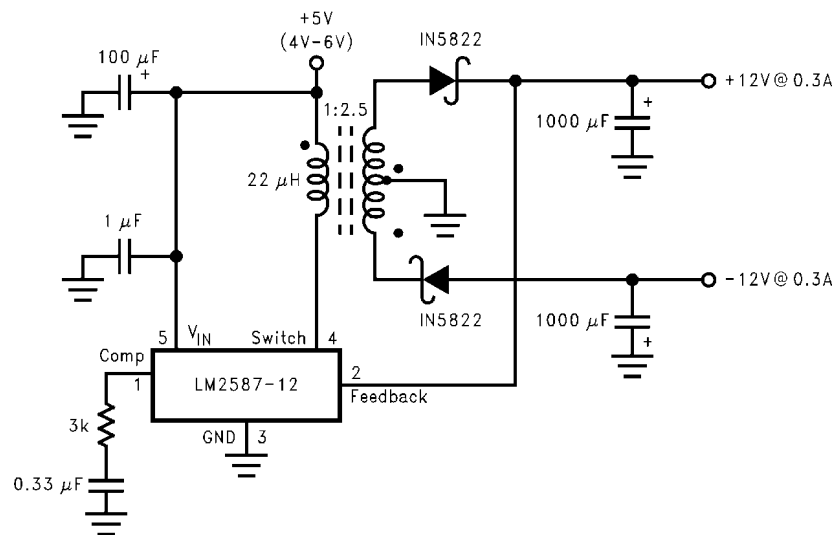 +5V
(4V-6V)
IN5822
100 μF
+
+12V@ 0.3A
1:2.5
+
1000 μF
22 μH
1 μF
-12V@ 0.3A
IN5822
1000 μF
+
5
VIN
Switch
4
Comp
1
LM2587-12
2
Feedback
3k
GND
3
0.33 μF